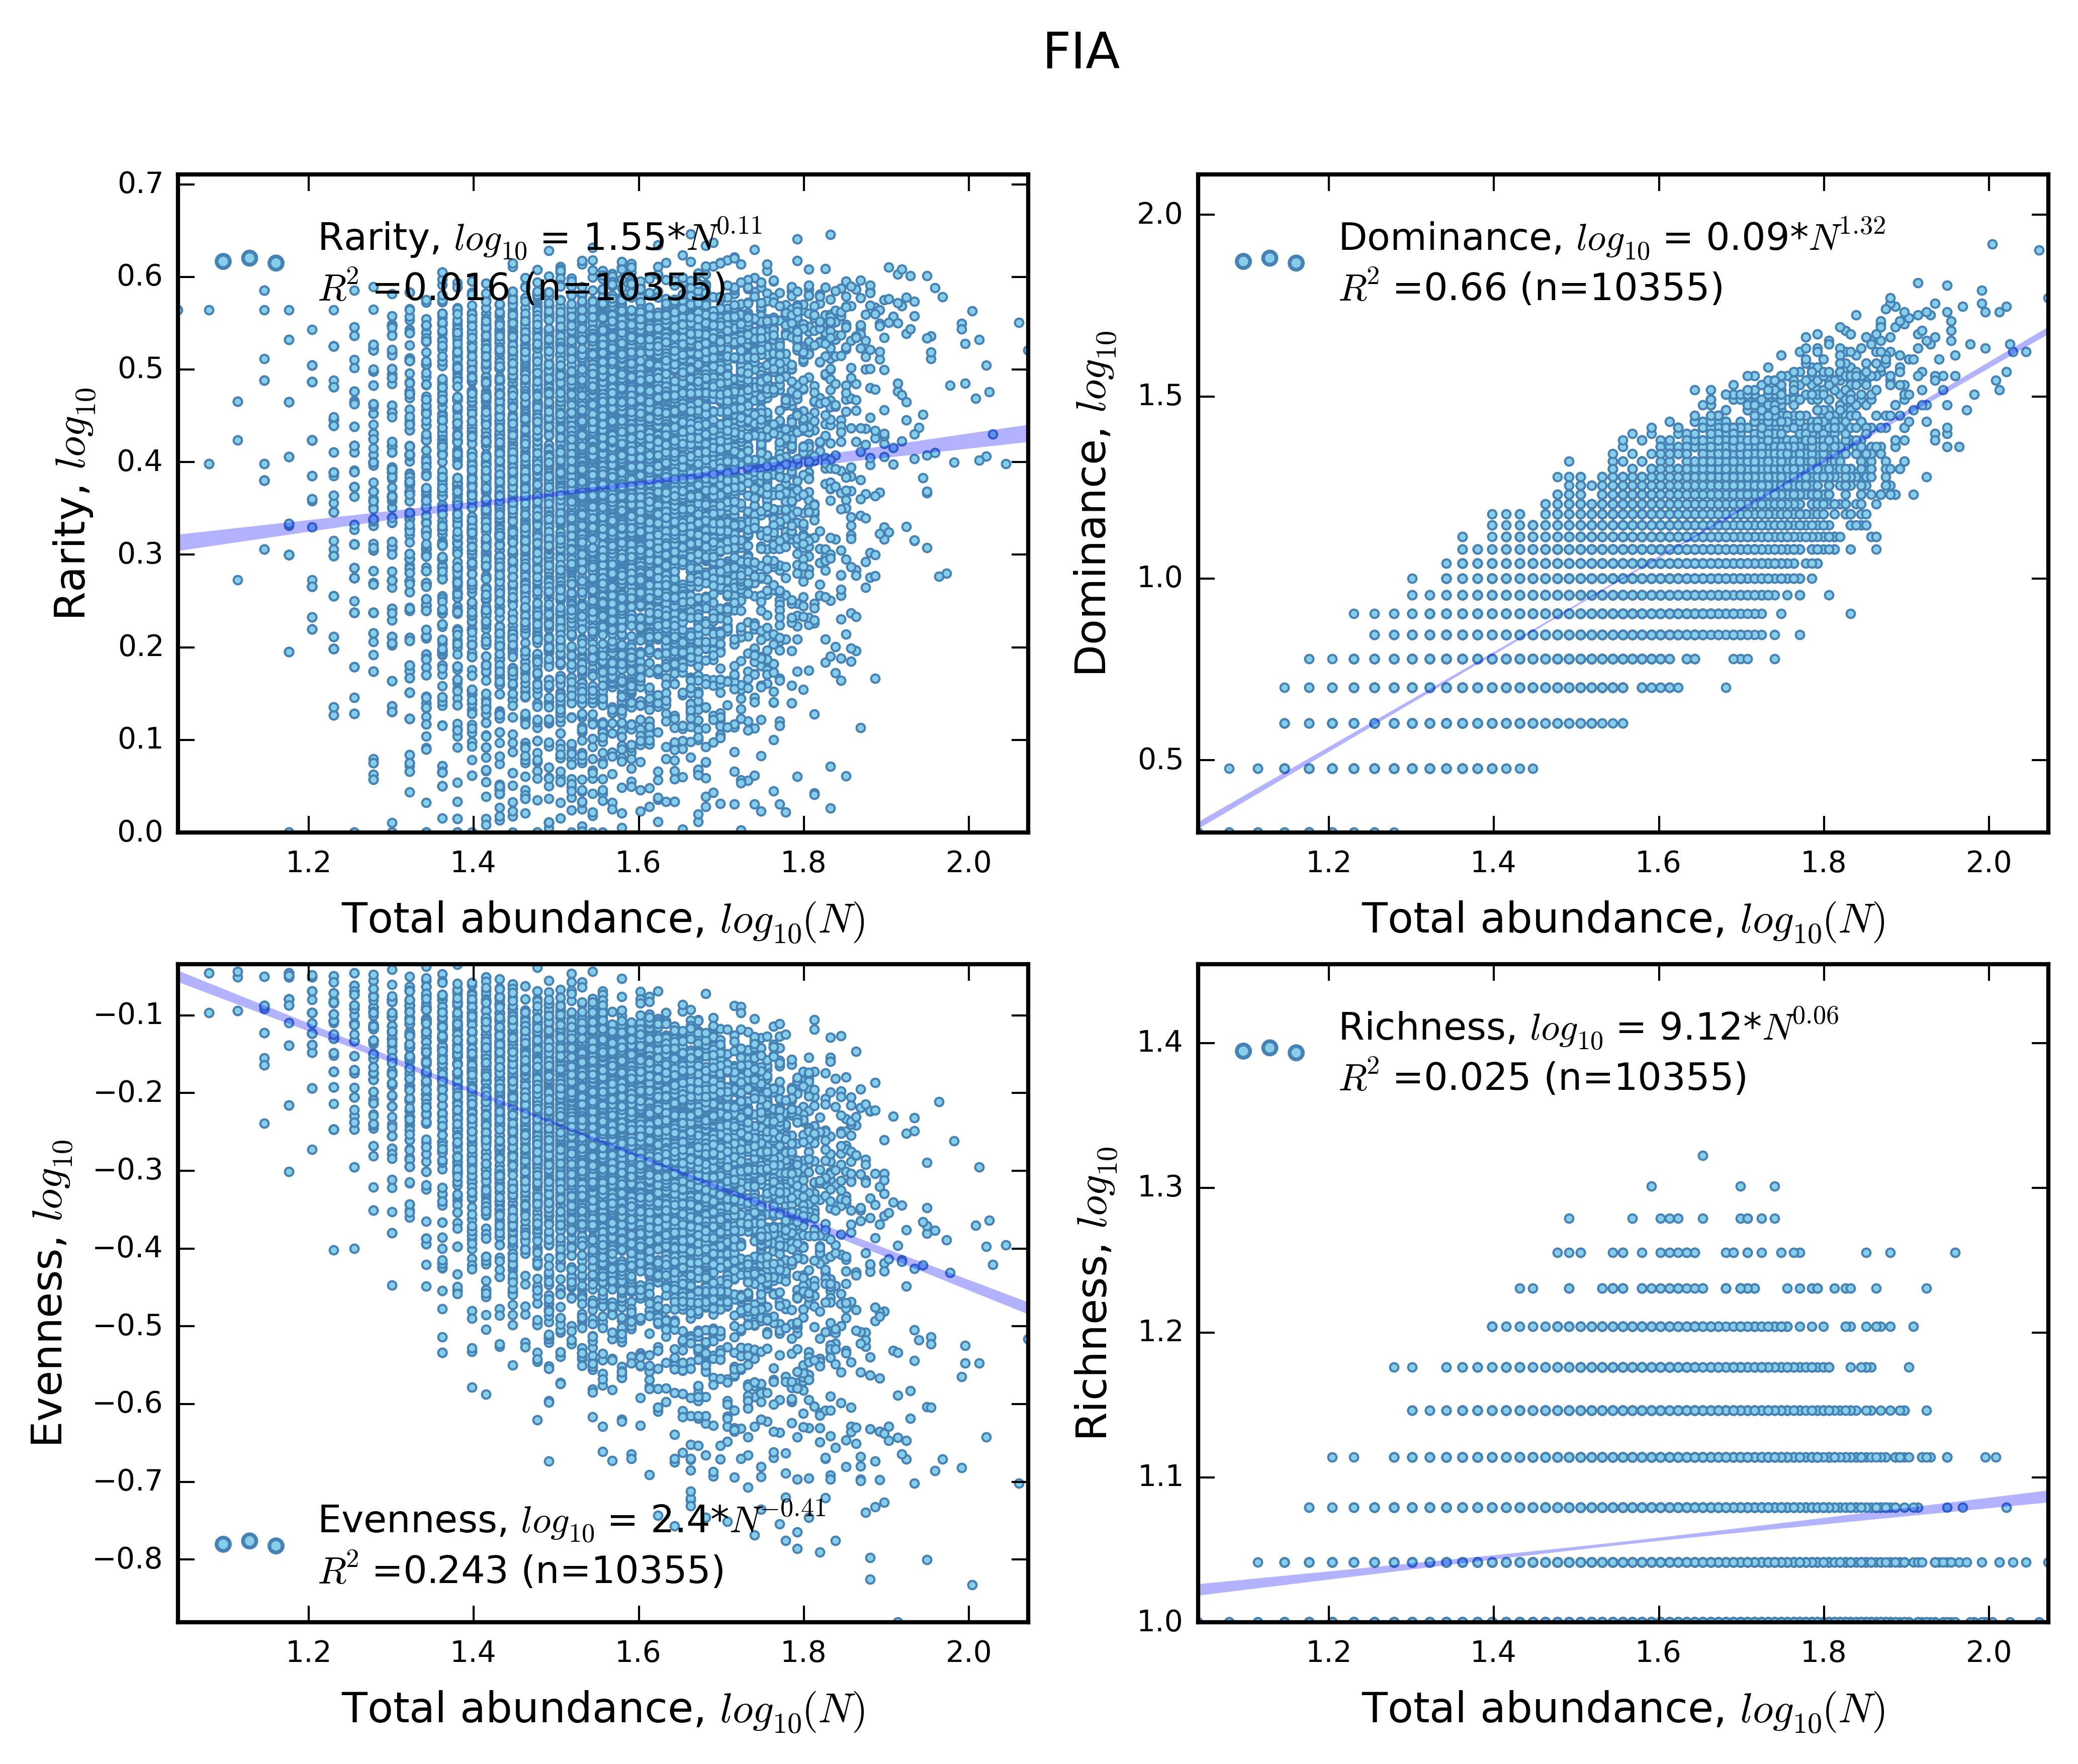 FIA
0.7
0.6
0.5
0.4
0.3
0.2
0.1
0.0
Rarity, log10
Rarity, log10 = 1.55*N^0.11
R^2 =0.016 (n=10355)
1.2 1.4 1.6 1.8 2.0
Total abundance, log10(N)
2.0
1.5
1.0
0.5
Dominance, log10
Dominance, log10 = 0.09*N^1.32
R^2 =0.66 (n=10355)
1.2 1.4 1.6 1.8 2.0
Total abundance, log10(N)
−0.1
−0.2
−0.3
−0.4
−0.5
−0.6
−0.7
−0.8
Evenness, log10
Evenness, log10 = 2.4*N^−0.41
R^2 =0.243 (n=10355)
1.2 1.4 1.6 1.8 2.0
Total abundance, log10(N)
1.4
1.3
1.2
1.1
1.0
Richness, log10
Richness, log10 = 9.12*N^0.06
R^2 =0.025 (n=10355)
1.2 1.4 1.6 1.8 2.0
Total abundance, log10(N)